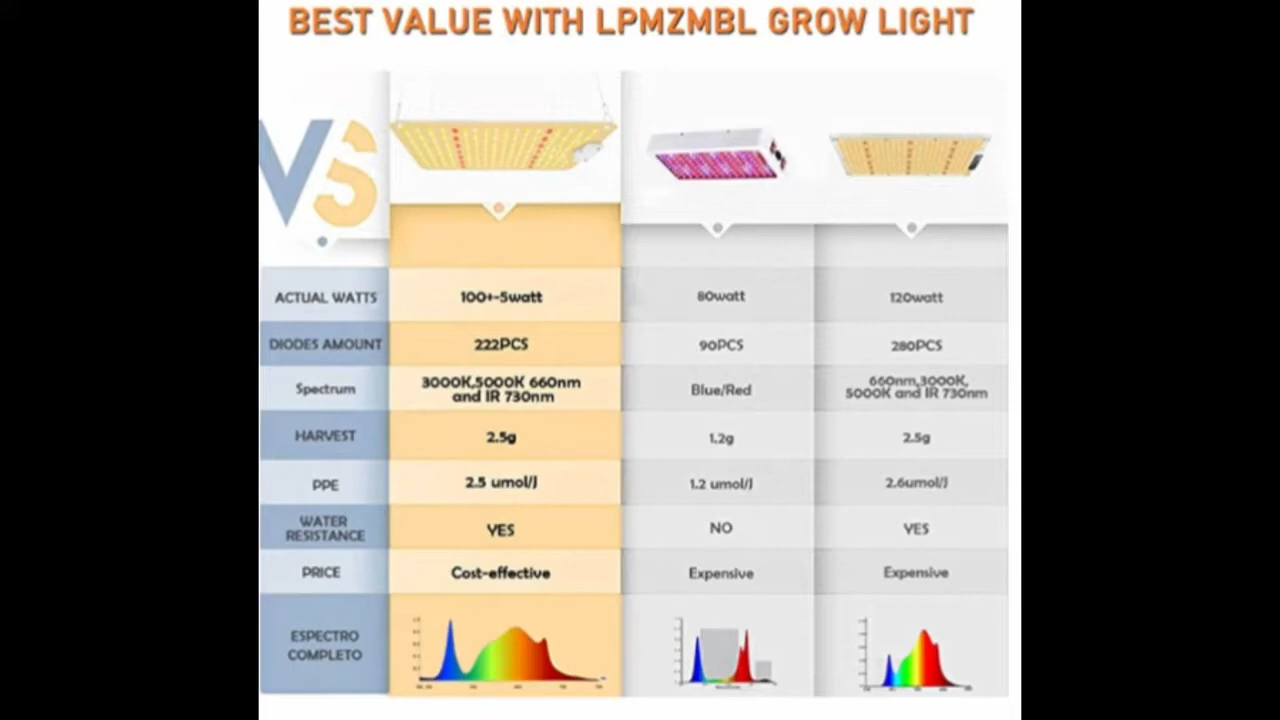 BEST VALUE WITH LPMZMBL GROW LIGHT
VS
ACTUAL WATTS
100+-5watt
80watt
120watt
DIODES AMOUNT
222PCS
90PCS
280PCS
Spectrum
3000K,5000K 660nm
and IR 730nm
Blue/Red
660nm,3000K,
5000K and IR 730nm
HARVEST
2.5g
1.2g
2.5g
PPE
2.5 umol/J
1.2 umol/J
2.6umol/J
WATER
RESISTANCE
YES
NO
YES
PRICE
Cost-effective
Expensive
Expensive
ESPECTRO
COMPLETO